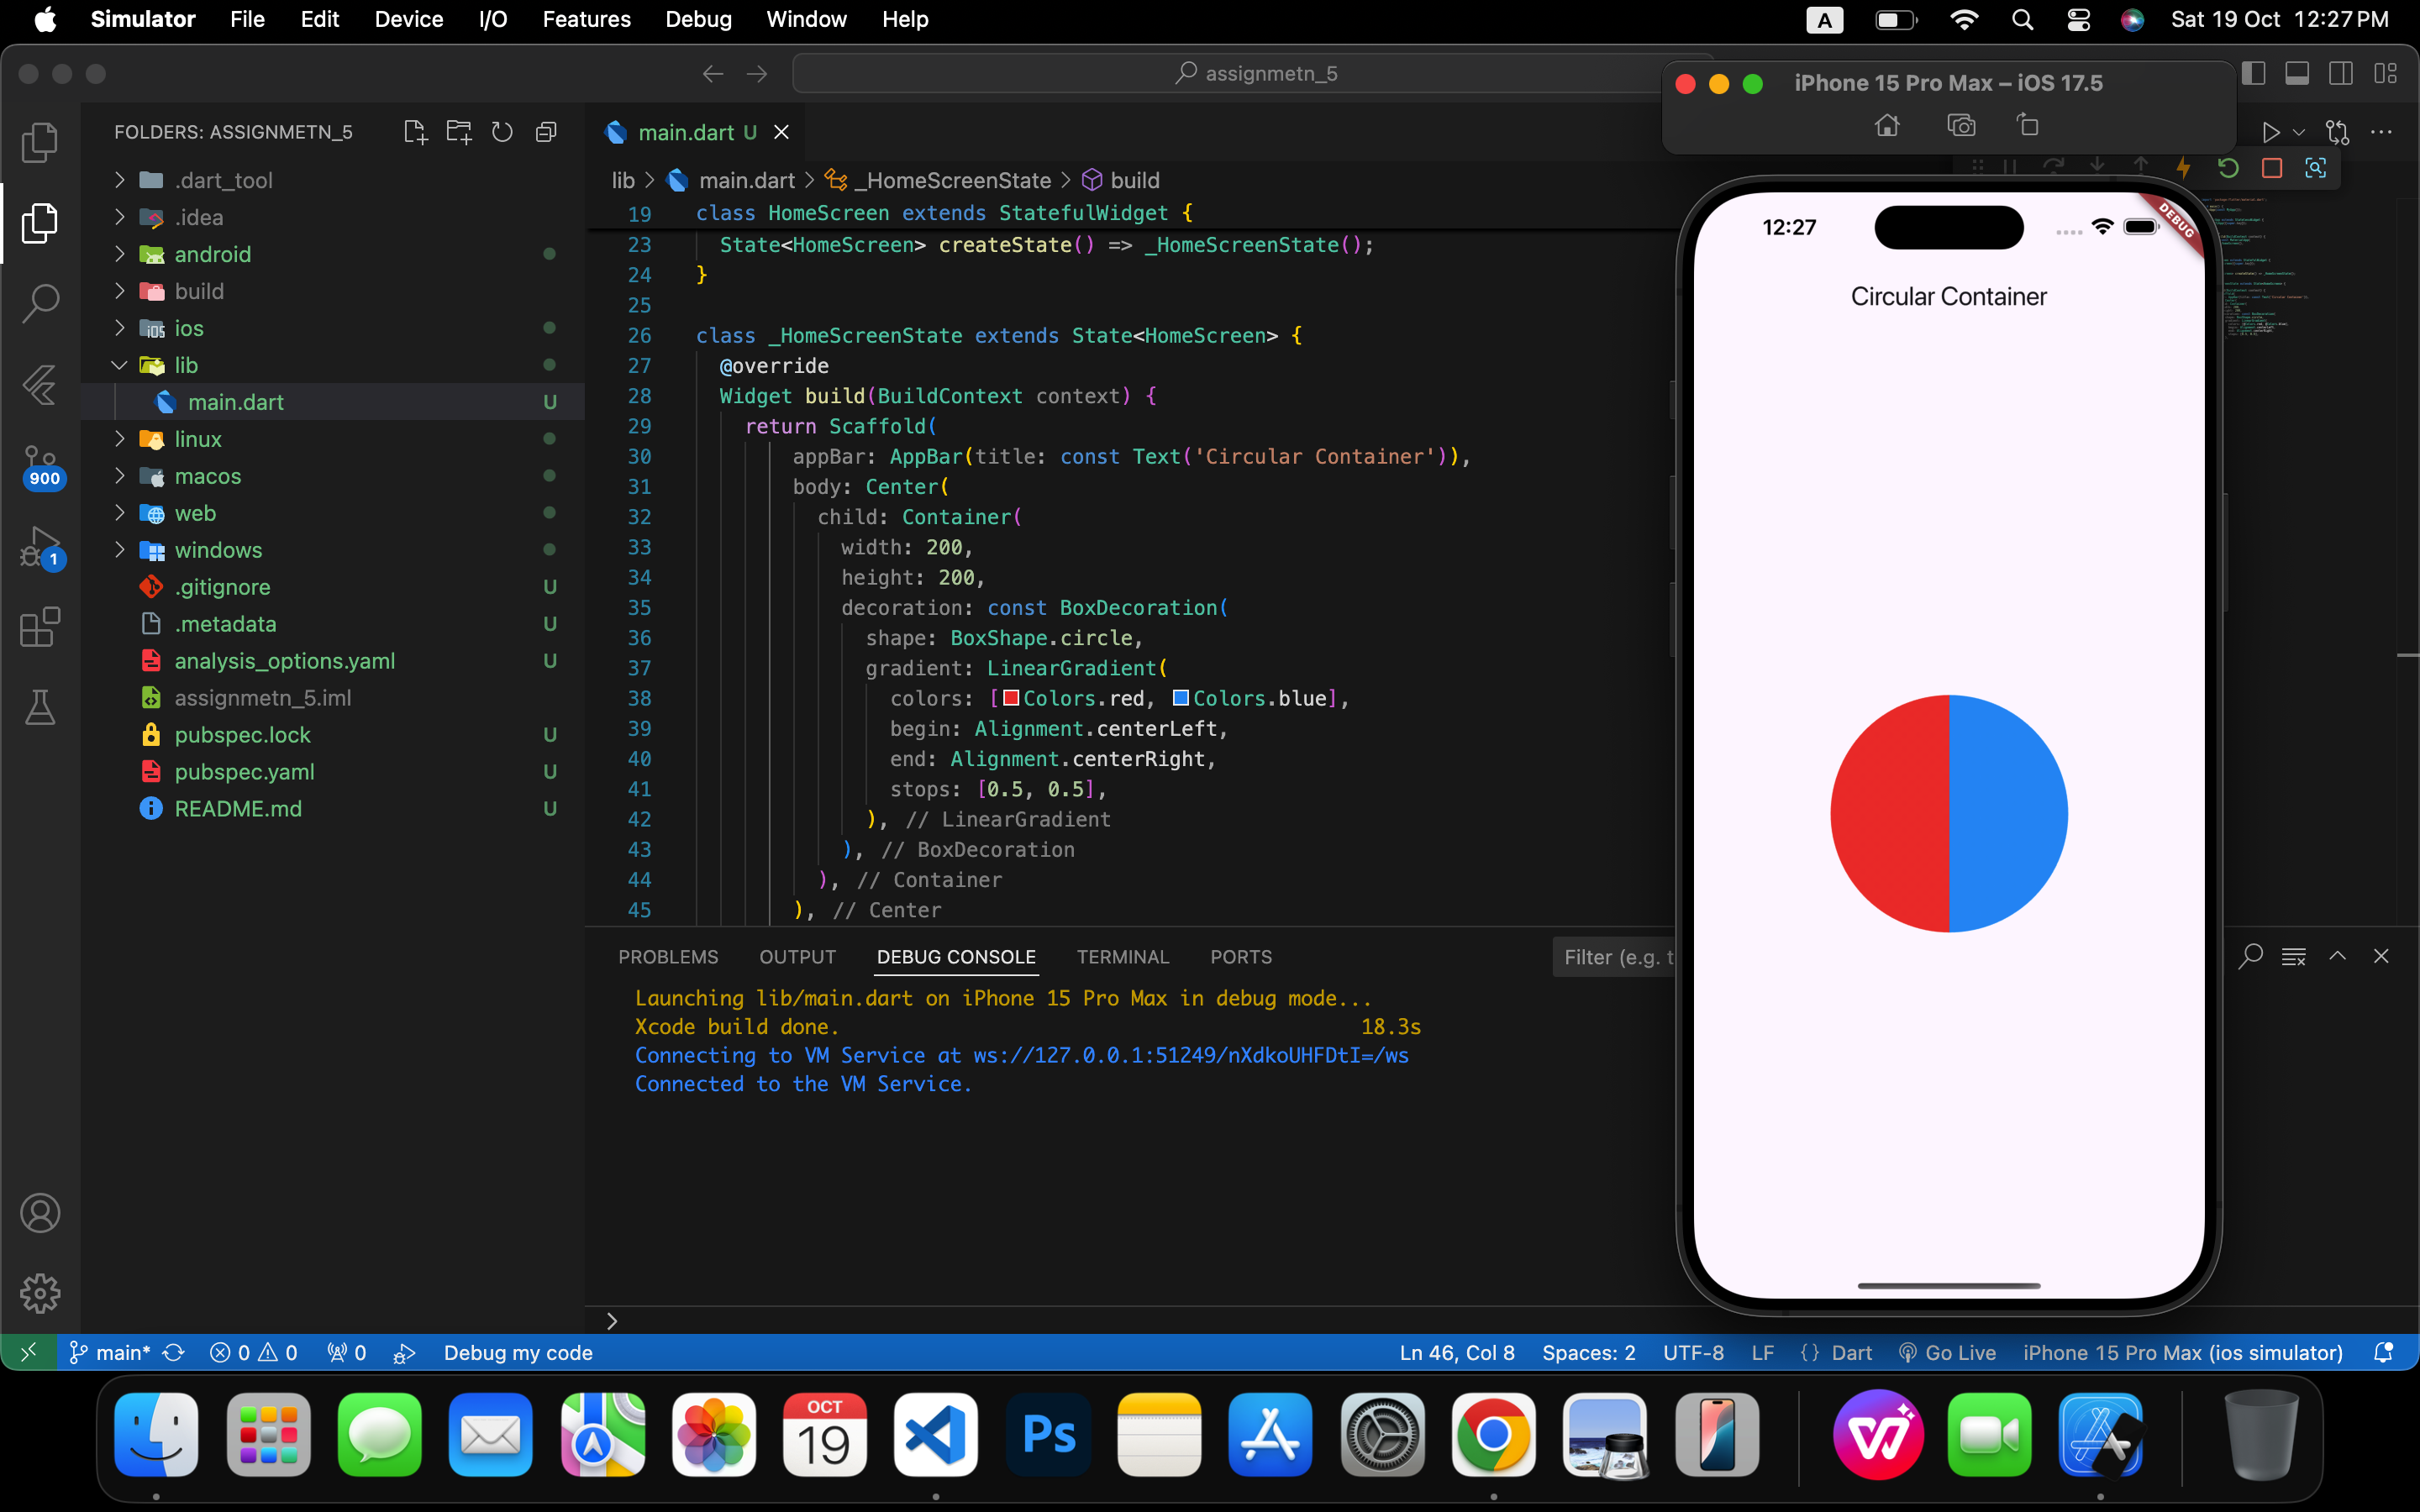 Simulator File Edit Device I/O Features Debug Window Help A Sat 19 Oct 12:27 PM
assignmetn_5
iPhone 15 Pro Max – iOS 17.5
FOLDERS: ASSIGNMETN_5
.dart_tool
.idea
android
build
ios
lib
main.dart U
linux
macos
web
windows
.gitignore U
.metadata U
analysis_options.yaml U
assignmetn_5.iml
pubspec.lock U
pubspec.yaml U
README.md U
900
1
main.dart U
lib > main.dart > _HomeScreenState > build
19 class HomeScreen extends StatefulWidget {
23 State<HomeScreen> createState() => _HomeScreenState();
24 }
25
26 class _HomeScreenState extends State<HomeScreen> {
27 @override
28 Widget build(BuildContext context) {
29 return Scaffold(
30 appBar: AppBar(title: const Text('Circular Container')),
31 body: Center(
32 child: Container(
33 width: 200,
34 height: 200,
35 decoration: const BoxDecoration(
36 shape: BoxShape.circle,
37 gradient: LinearGradient(
38 colors: [Colors.red, Colors.blue],
39 begin: Alignment.centerLeft,
40 end: Alignment.centerRight,
41 stops: [0.5, 0.5],
42 ), // LinearGradient
43 ), // BoxDecoration
44 ), // Container
45 ), // Center
PROBLEMS OUTPUT DEBUG CONSOLE TERMINAL PORTS Filter (e.g. t
Launching lib/main.dart on iPhone 15 Pro Max in debug mode...
Xcode build done. 18.3s
Connecting to VM Service at ws://127.0.0.1:51249/nXdkoUHFDtI=/ws
Connected to the VM Service.
>
12:27
DEBUG
Circular Container
main* 0 0 0 Debug my code Ln 46, Col 8 Spaces: 2 UTF-8 LF {} Dart Go Live iPhone 15 Pro Max (ios simulator)
OCT
19
Ps